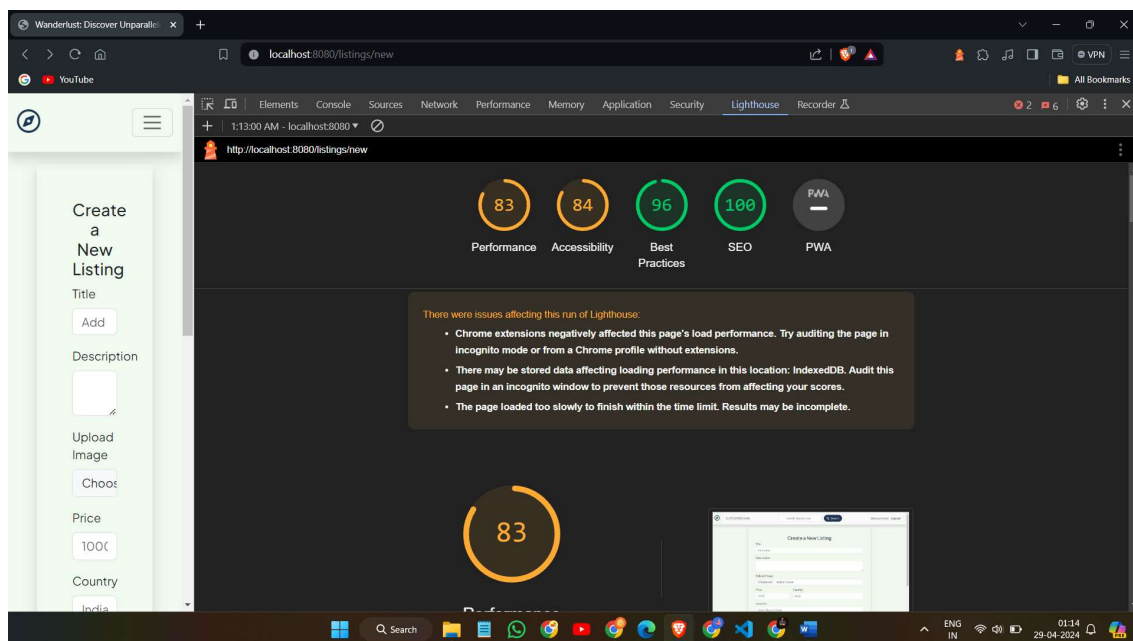 Wanderlust: Discover Unparalle
localhost:8080/listings/new
VPN
YouTube
All Bookmarks
Elements Console Sources Network Performance Memory Application Security Lighthouse Recorder
2 6
1:13:00 AM - localhost:8080
http://localhost:8080/listings/new
Create
a
New
Listing
Title
Add
Description
Upload
Image
Choos
Price
1000
Country
India
83 84 96 100 PWA
Performance Accessibility Best Practices SEO PWA
There were issues affecting this run of Lighthouse:
• Chrome extensions negatively affected this page's load performance. Try auditing the page in
incognito mode or from a Chrome profile without extensions.
• There may be stored data affecting loading performance in this location: IndexedDB. Audit this
page in an incognito window to prevent those resources from affecting your scores.
• The page loaded too slowly to finish within the time limit. Results may be incomplete.
83
Performance
Create a New Listing
Search
ENG
IN
01:14
29-04-2024